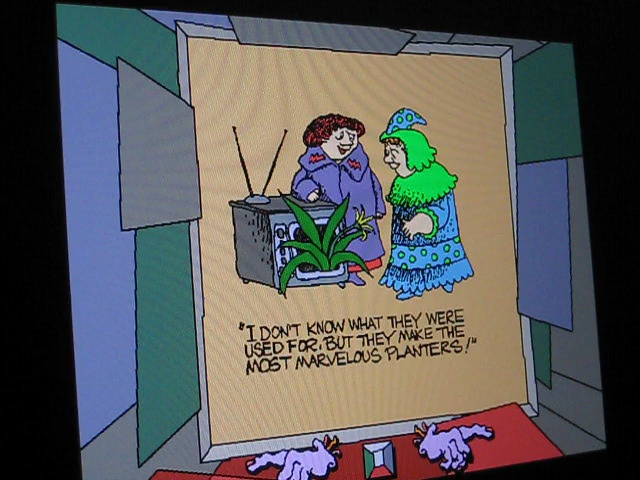 "I DON'T KNOW WHAT THEY WERE
USED FOR, BUT THEY MAKE THE
MOST MARVELOUS PLANTERS!"